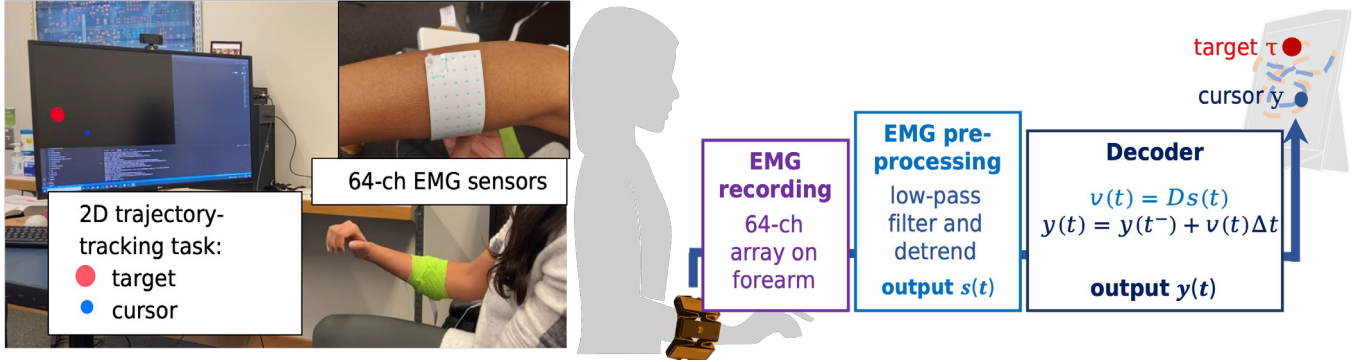 64-ch EMG sensors
2D trajectory-
tracking task:
target
cursor
EMG
recording
64-ch
array on
forearm
EMG pre-
processing
low-pass
filter and
detrend
output s(t)
Decoder
v(t) = Ds(t)
y(t) = y(t⁻) + v(t)Δt
output y(t)
target τ
cursor y